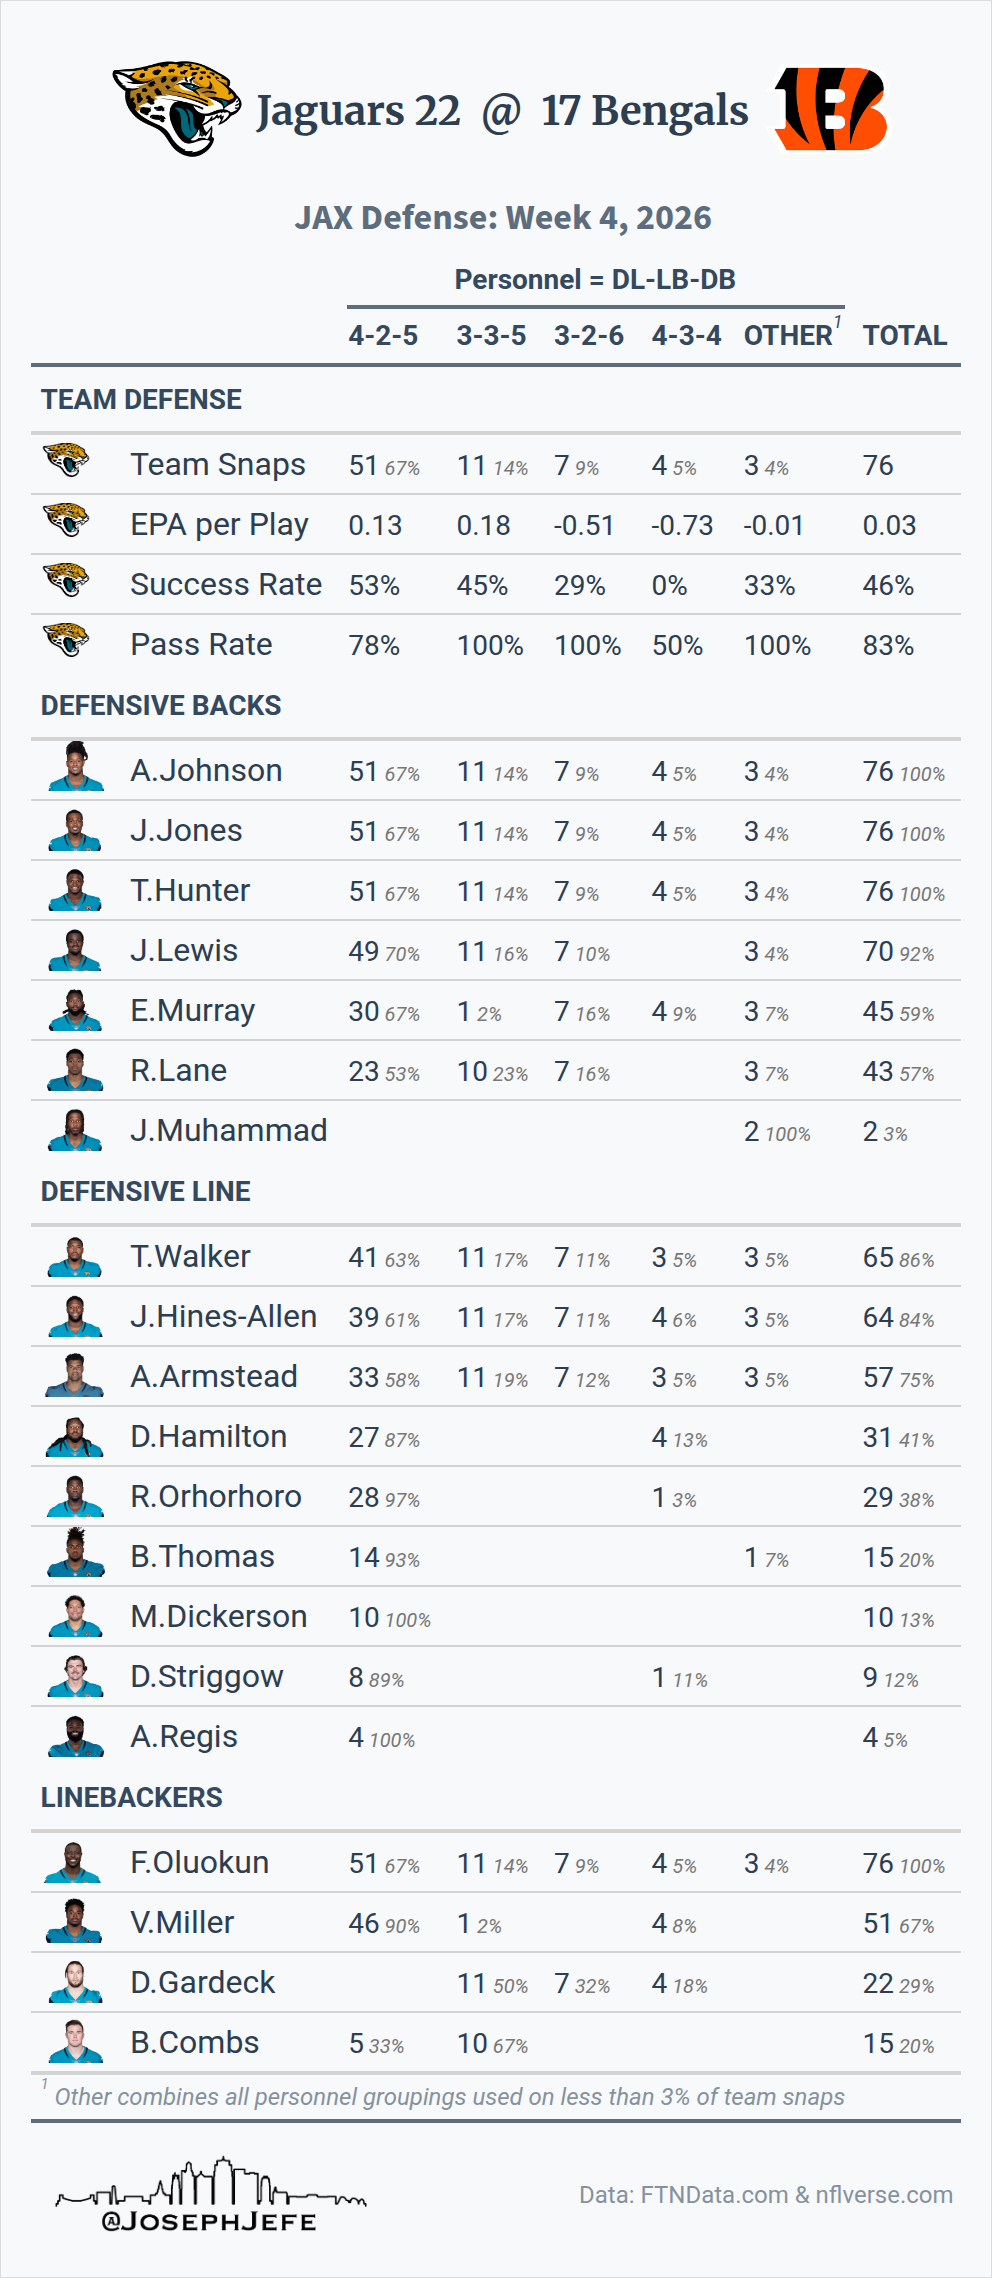 Jaguars 22 @ 17 Bengals
JAX Defense: Week 4, 2026
Personnel = DL-LB-DB
4-2-5 3-3-5 3-2-6 4-3-4 OTHER1 TOTAL
TEAM DEFENSE
Team Snaps 51 67% 11 14% 7 9% 4 5% 3 4% 76
EPA per Play 0.13 0.18 -0.51 -0.73 -0.01 0.03
Success Rate 53% 45% 29% 0% 33% 46%
Pass Rate 78% 100% 100% 50% 100% 83%
DEFENSIVE BACKS
A.Johnson 51 67% 11 14% 7 9% 4 5% 3 4% 76 100%
J.Jones 51 67% 11 14% 7 9% 4 5% 3 4% 76 100%
T.Hunter 51 67% 11 14% 7 9% 4 5% 3 4% 76 100%
J.Lewis 49 70% 11 16% 7 10% 3 4% 70 92%
E.Murray 30 67% 1 2% 7 16% 4 9% 3 7% 45 59%
R.Lane 23 53% 10 23% 7 16% 3 7% 43 57%
J.Muhammad 2 100% 2 3%
DEFENSIVE LINE
T.Walker 41 63% 11 17% 7 11% 3 5% 3 5% 65 86%
J.Hines-Allen 39 61% 11 17% 7 11% 4 6% 3 5% 64 84%
A.Armstead 33 58% 11 19% 7 12% 3 5% 3 5% 57 75%
D.Hamilton 27 87% 4 13% 31 41%
R.Orhorhoro 28 97% 1 3% 29 38%
B.Thomas 14 93% 1 7% 15 20%
M.Dickerson 10 100% 10 13%
D.Striggow 8 89% 1 11% 9 12%
A.Regis 4 100% 4 5%
LINEBACKERS
F.Oluokun 51 67% 11 14% 7 9% 4 5% 3 4% 76 100%
V.Miller 46 90% 1 2% 4 8% 51 67%
D.Gardeck 11 50% 7 32% 4 18% 22 29%
B.Combs 5 33% 10 67% 15 20%
1 Other combines all personnel groupings used on less than 3% of team snaps
@JOSEPHJEFE
Data: FTNData.com & nflverse.com